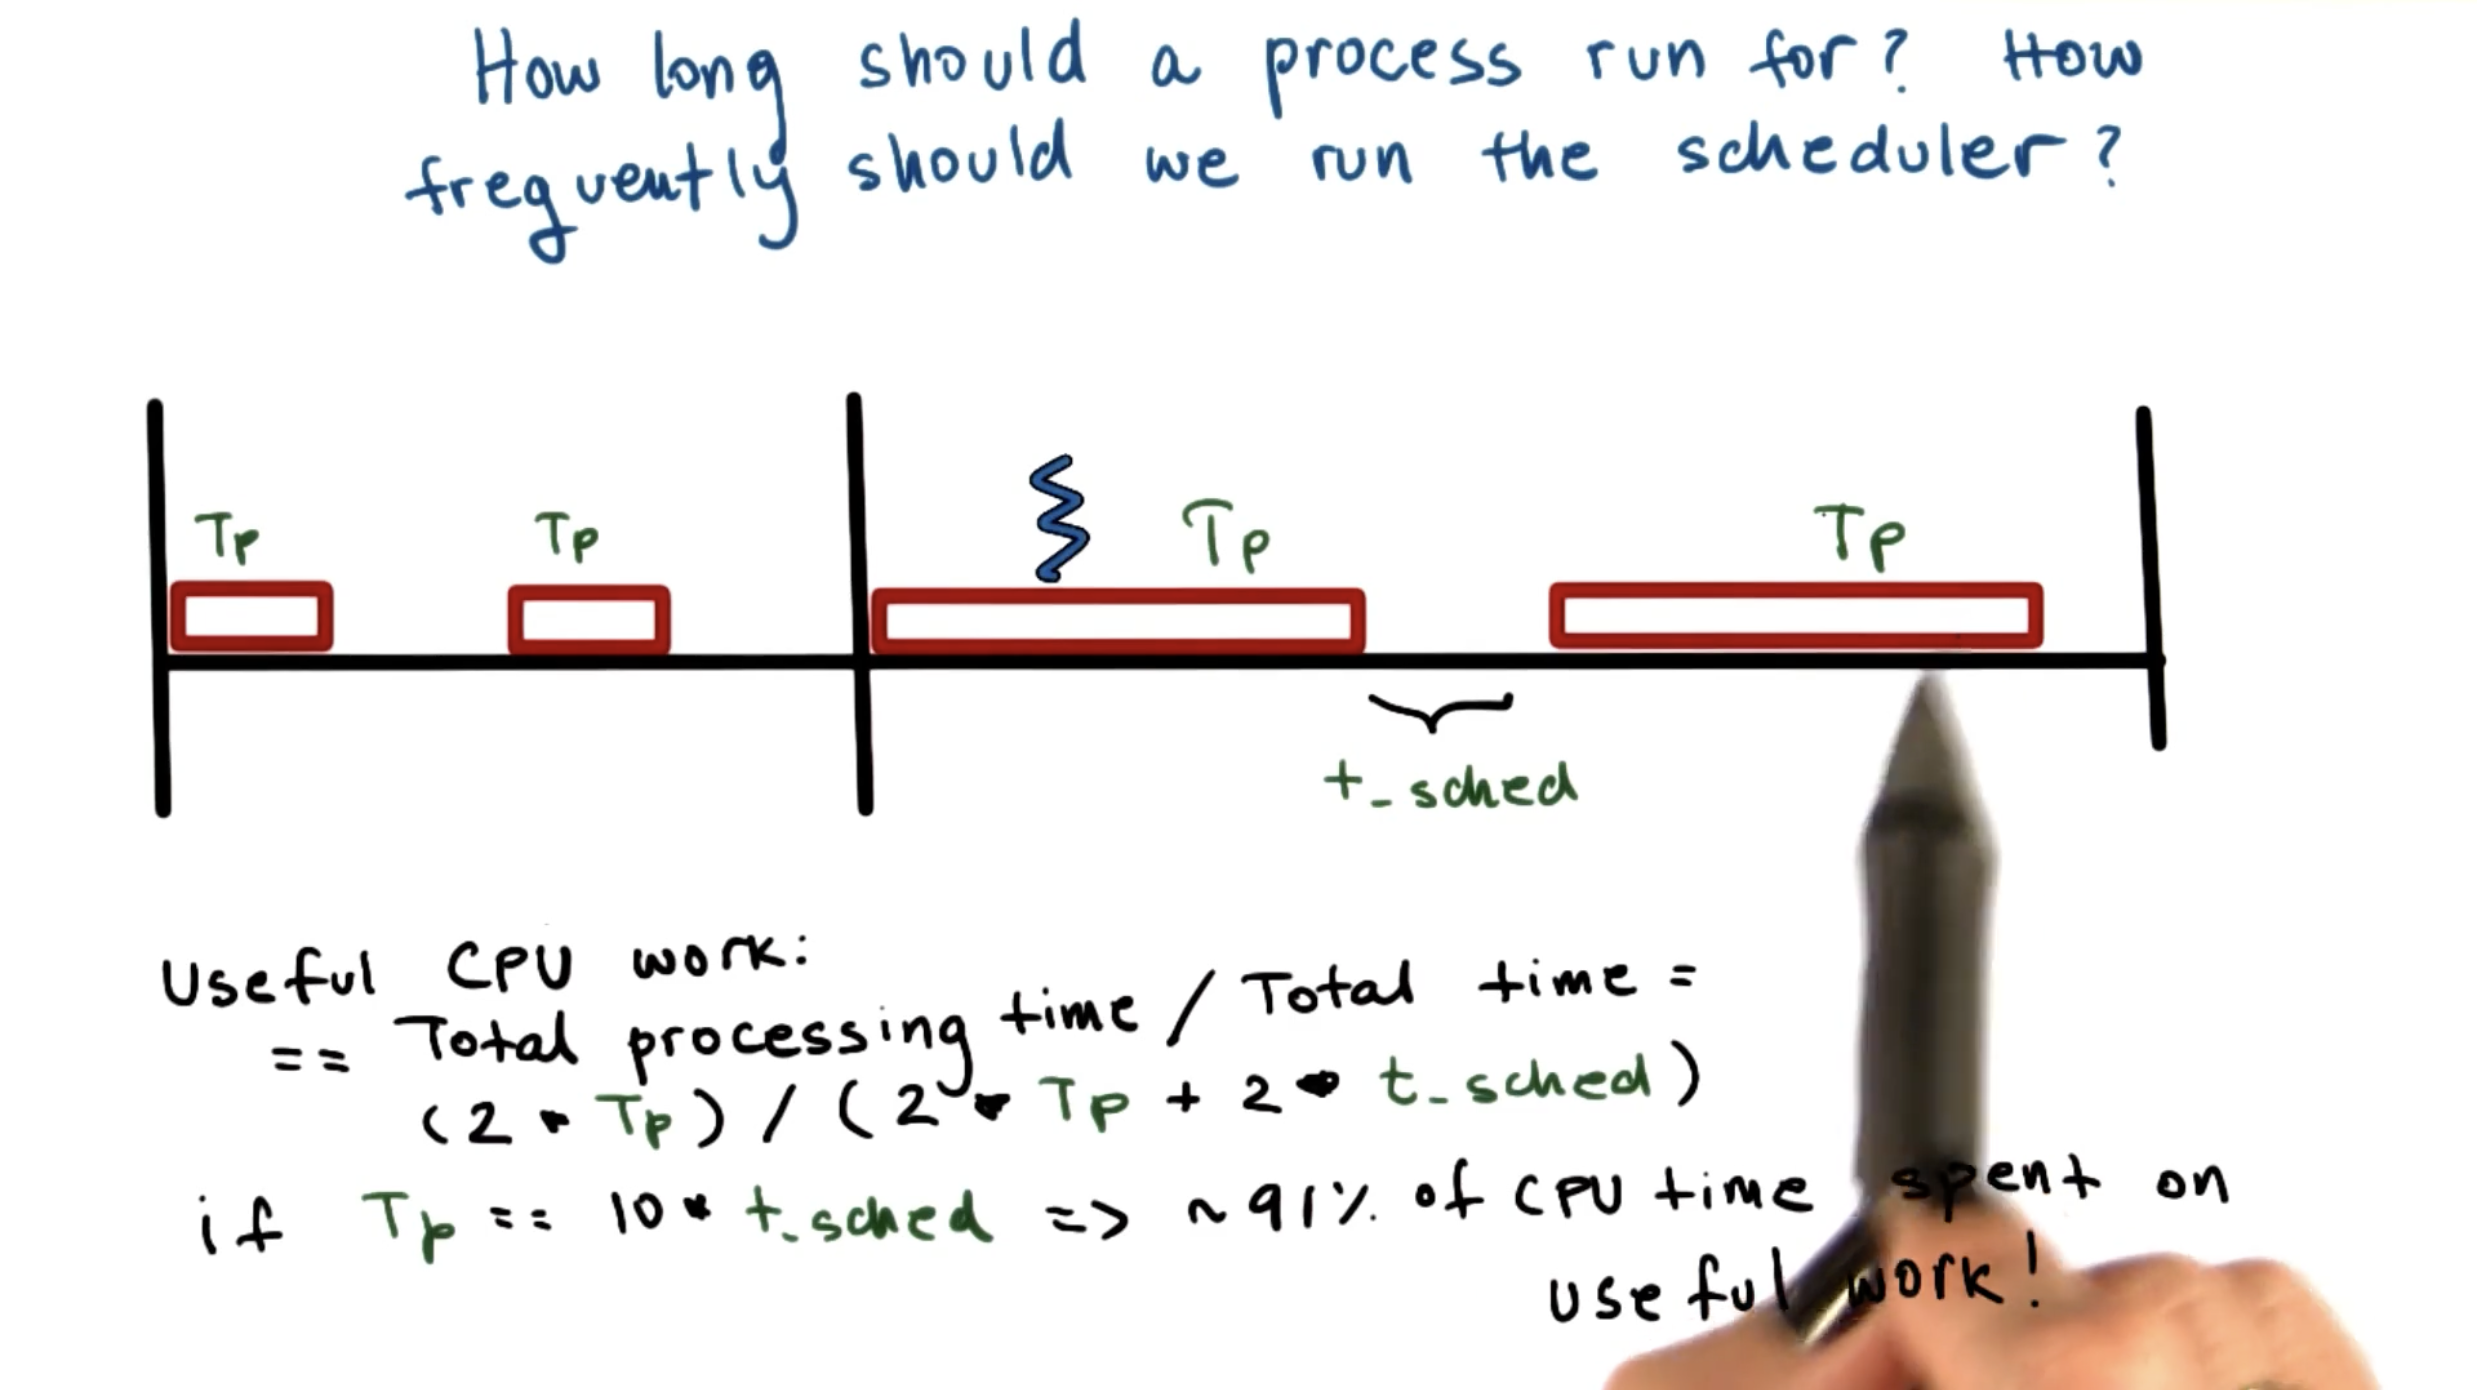 How long should a process run for? How
frequently should we run the scheduler?
Tp
Tp
Tp
Tp
t_sched
Useful CPU work:
== Total processing time / Total time =
(2 * Tp) / (2 * Tp + 2 * t_sched)
if Tp == 10 * t_sched => ~91% of CPU time spent on
useful work!